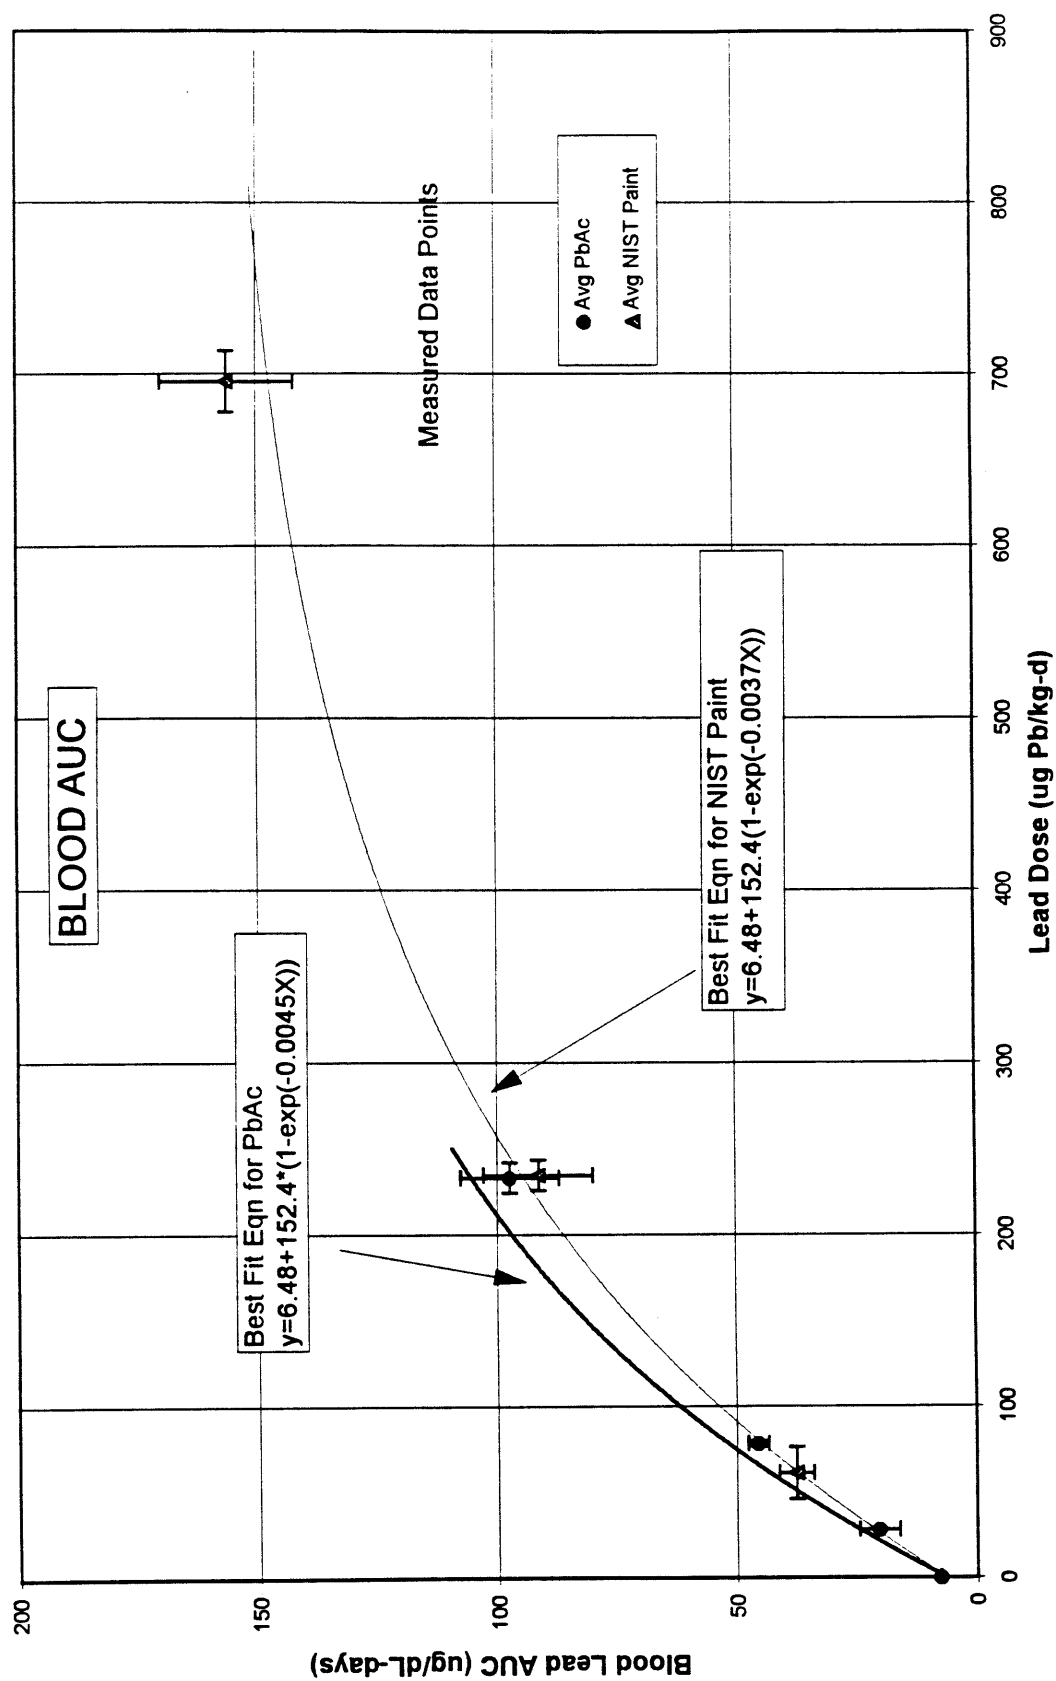 BLOOD AUC
200
150
100
50
0
Blood Lead AUC (ug/dL-days)
Best Fit Eqn for PbAc
y=6.48+152.4*(1-exp(-0.0045X))
Best Fit Eqn for NIST Paint
y=6.48+152.4(1-exp(-0.0037X))
Measured Data Points
Avg PbAc
Avg NIST Paint
0
100
200
300
400
500
600
700
800
900
Lead Dose (ug Pb/kg-d)